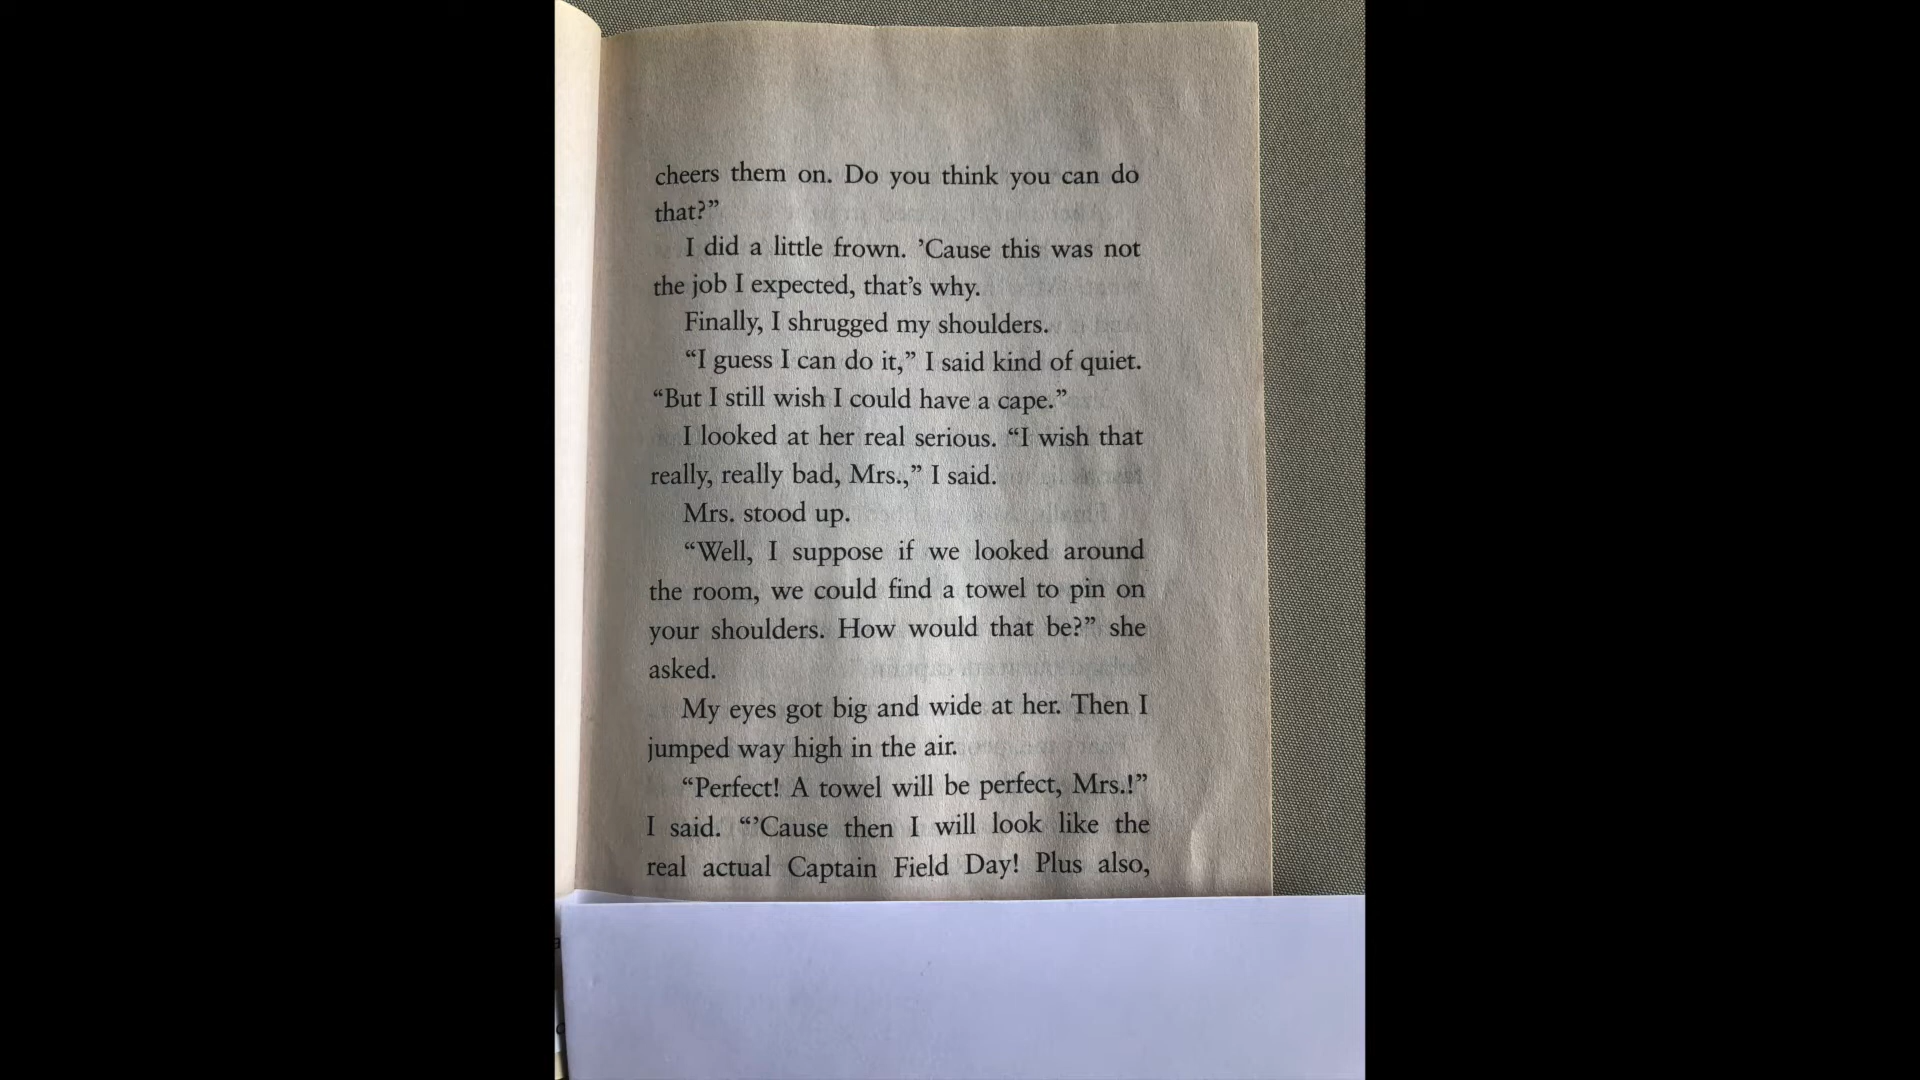 cheers them on. Do you think you can do
that?”
I did a little frown. ’Cause this was not
the job I expected, that’s why.
Finally, I shrugged my shoulders.
“I guess I can do it,” I said kind of quiet.
“But I still wish I could have a cape.”
I looked at her real serious. “I wish that
really, really bad, Mrs.,” I said.
Mrs. stood up.
“Well, I suppose if we looked around
the room, we could find a towel to pin on
your shoulders. How would that be?” she
asked.
My eyes got big and wide at her. Then I
jumped way high in the air.
“Perfect! A towel will be perfect, Mrs.!”
I said. “’Cause then I will look like the
real actual Captain Field Day! Plus also,